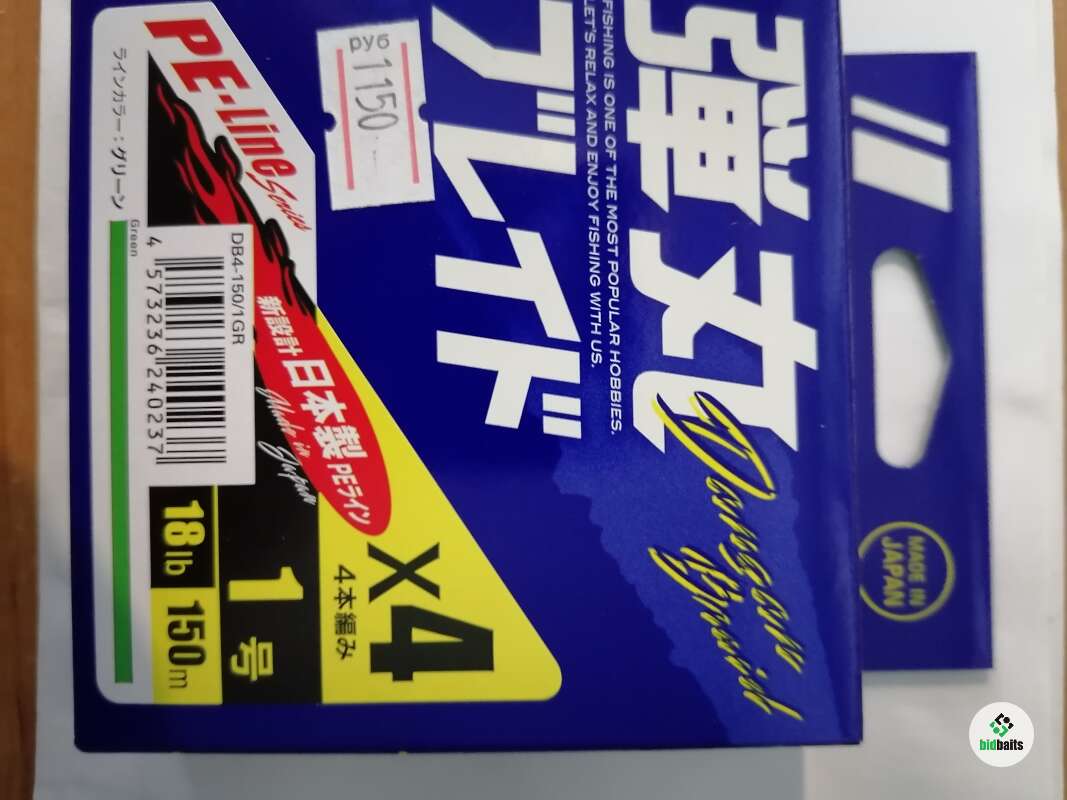 弾丸
ブレイド
FISHING IS ONE OF THE MOST POPULAR HOBBIES.
LET'S RELAX AND ENJOY FISHING WITH US.
Dangan
Braid
MADE IN
JAPAN
руб
1150
PE-Line
Series
新設計
日本製
PEライン
Made in
Japan
X4
4本編み
1号
18lb 150m
DB4-150/1GR
4 573236 240237
ラインカラー：グリーン
Green
bidbaits